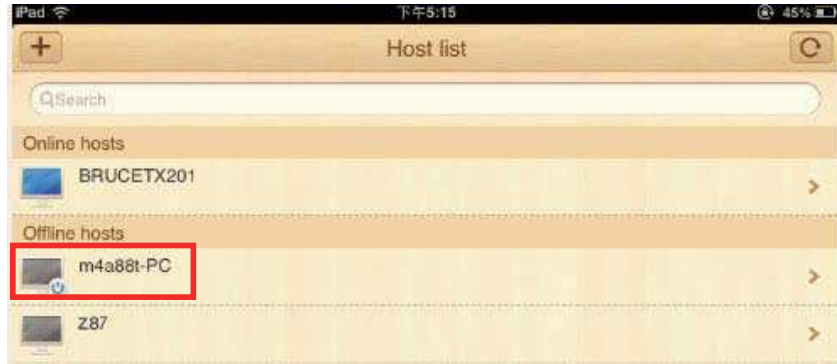 iPad 下午5:15 45%
Host list
Search
Online hosts
BRUCETX201
Offline hosts
m4a88t-PC
Z87